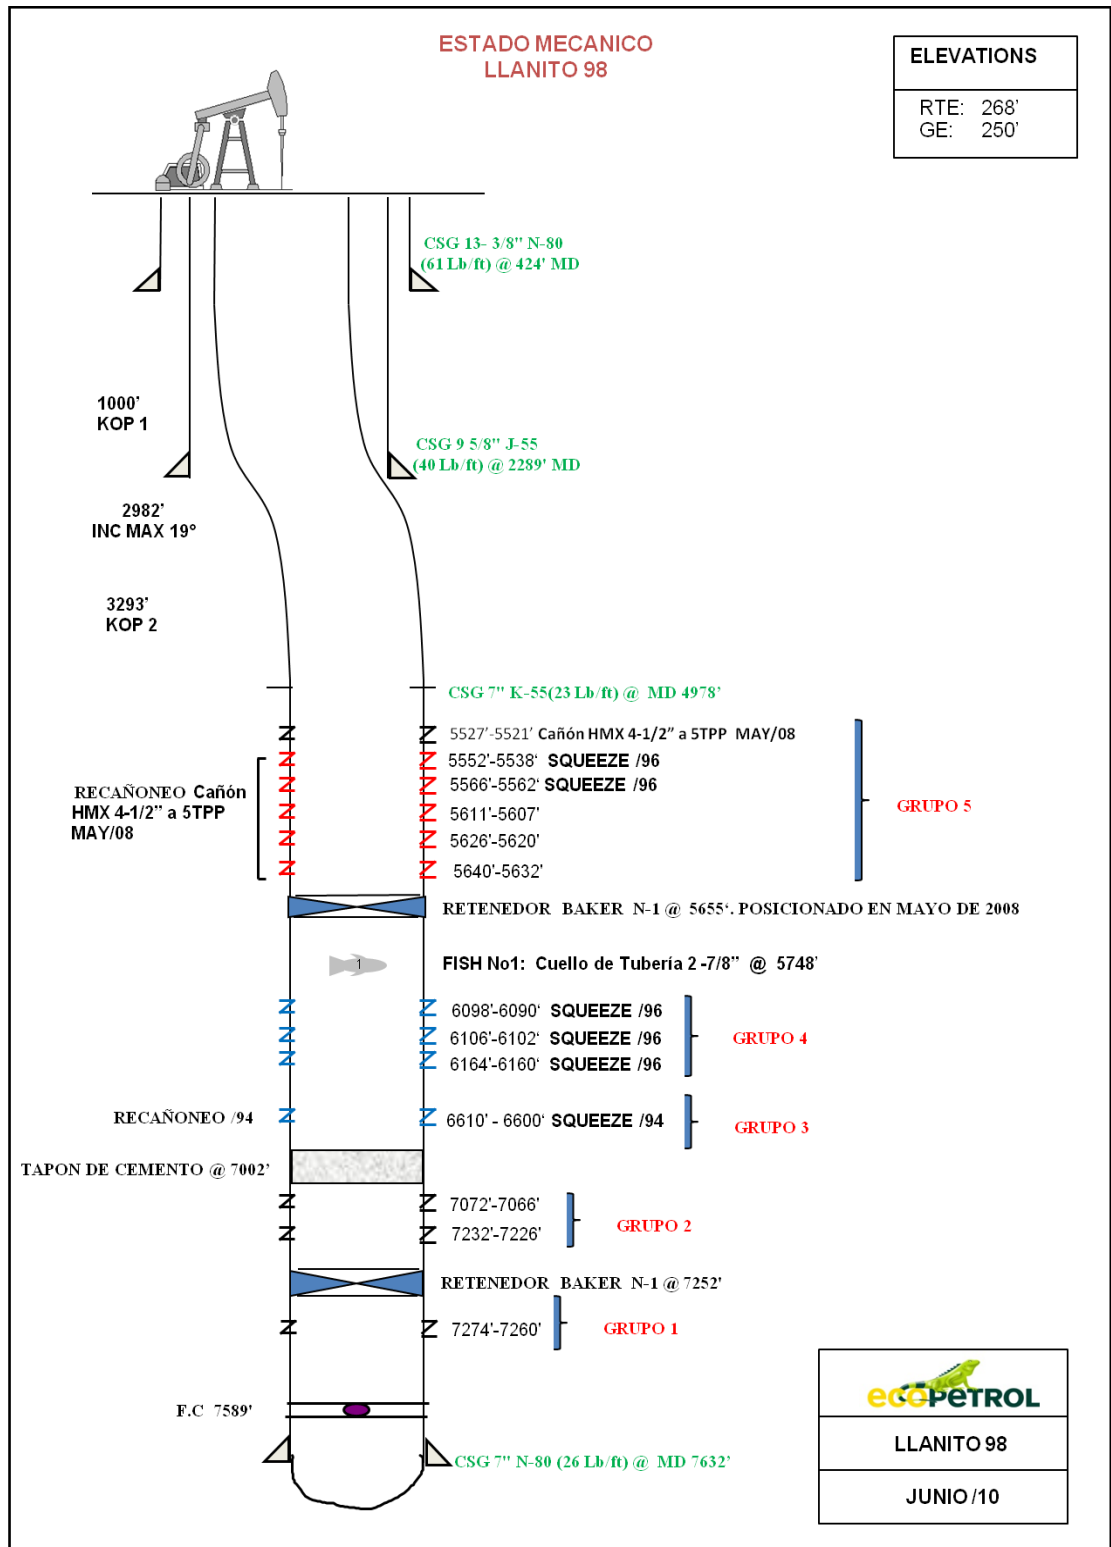 ESTADO MECANICO
LLANITO 98
ELEVATIONS
RTE: 268'
GE: 250'
CSG 13- 3/8" N-80
(61 Lb/ft) @ 424' MD
1000'
KOP 1
CSG 9 5/8" J-55
(40 Lb/ft) @ 2289' MD
2982'
INC MAX 19°
3293'
KOP 2
CSG 7" K-55(23 Lb/ft) @ MD 4978'
5527'-5521' Cañón HMX 4-1/2" a 5TPP MAY/08
5552'-5538' SQUEEZE /96
5566'-5562' SQUEEZE /96
5611'-5607'
5626'-5620'
5640'-5632'
RECAÑONEO Cañón
HMX 4-1/2" a 5TPP
MAY/08
GRUPO 5
RETENEDOR BAKER N-1 @ 5655'. POSICIONADO EN MAYO DE 2008
1
FISH No1: Cuello de Tubería 2 -7/8" @ 5748'
6098'-6090' SQUEEZE /96
6106'-6102' SQUEEZE /96
6164'-6160' SQUEEZE /96
GRUPO 4
RECAÑONEO /94
6610' - 6600' SQUEEZE /94
GRUPO 3
TAPON DE CEMENTO @ 7002'
7072'-7066'
7232'-7226'
GRUPO 2
RETENEDOR BAKER N-1 @ 7252'
7274'-7260'
GRUPO 1
F.C 7589'
CSG 7" N-80 (26 Lb/ft) @ MD 7632'
ecopetrol
LLANITO 98
JUNIO /10